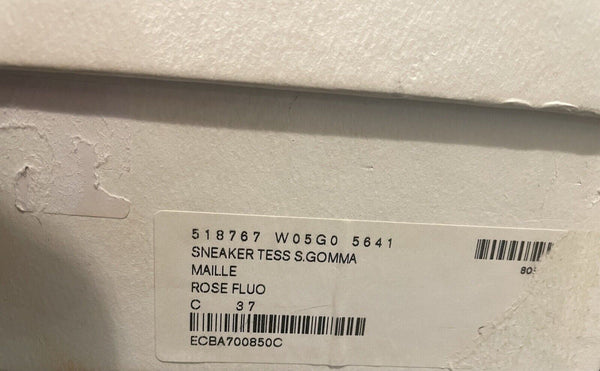 518767 W05G0 5641
SNEAKER TESS S.GOMMA
MAILLE
ROSE FLUO
C 37
ECBA700850C